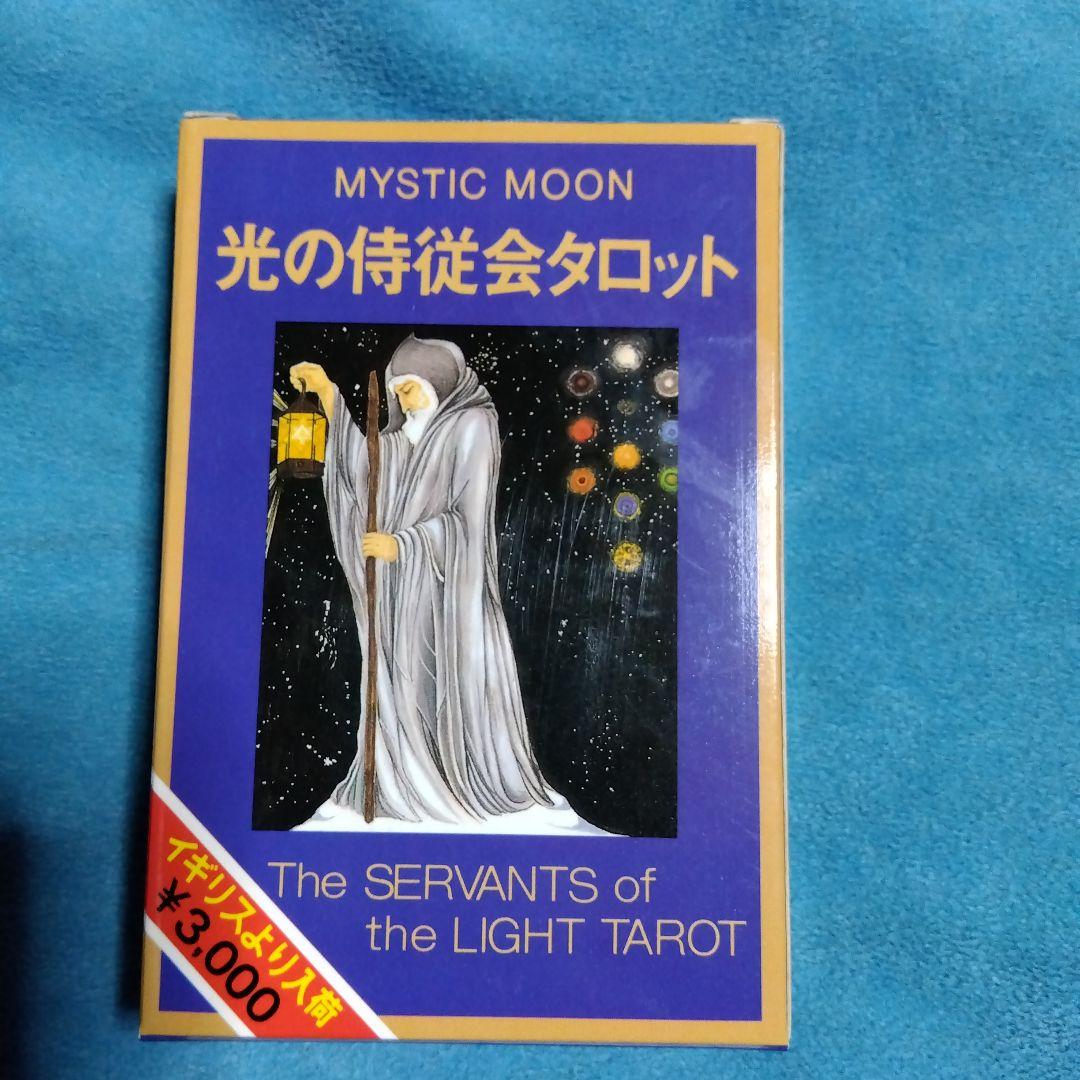 MYSTIC MOON
光の侍従会タロット
The SERVANTS of
the LIGHT TAROT
イギリスより入荷
¥3,000